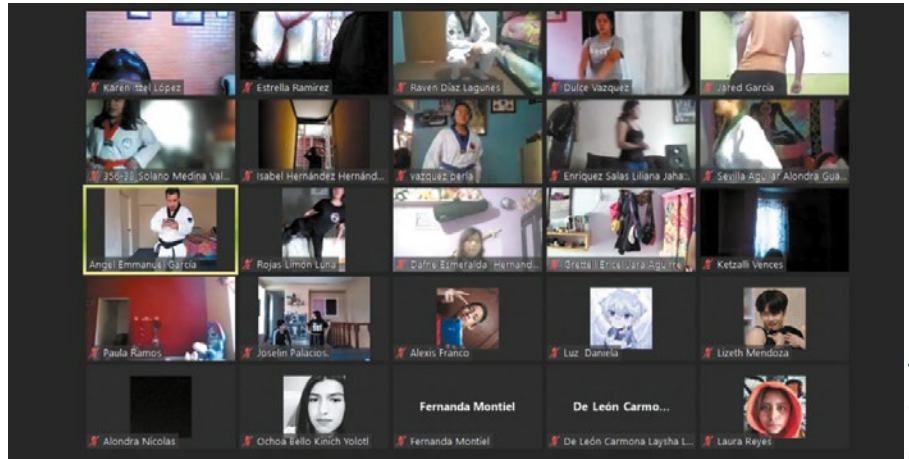 Karen Itzel López
Estrella Ramirez
Raven Díaz Lagunes
Dulce Vazquez
Jared García
356-38_Solano Medina Val...
Isabel Hernández Hernánd...
vazquez perla
Enriquez Salas Liliana Jaha...
Sevilla Aguilar Alondra Gua...
Angel Emmanuel García
Rojas Limón Luna
Dafne Esmeralda Hernand...
Grettell Ericel Jara Aguirre
Ketzalli Vences
Paula Ramos
Joselin Palacios.
Alexis Franco
Luz Daniela
Lizeth Mendoza
Fernanda Montiel
De León Carmo...
Alondra Nicolas
Ochoa Bello Kinich Yolotl
Fernanda Montiel
De León Carmona Laysha L...
Laura Reyes